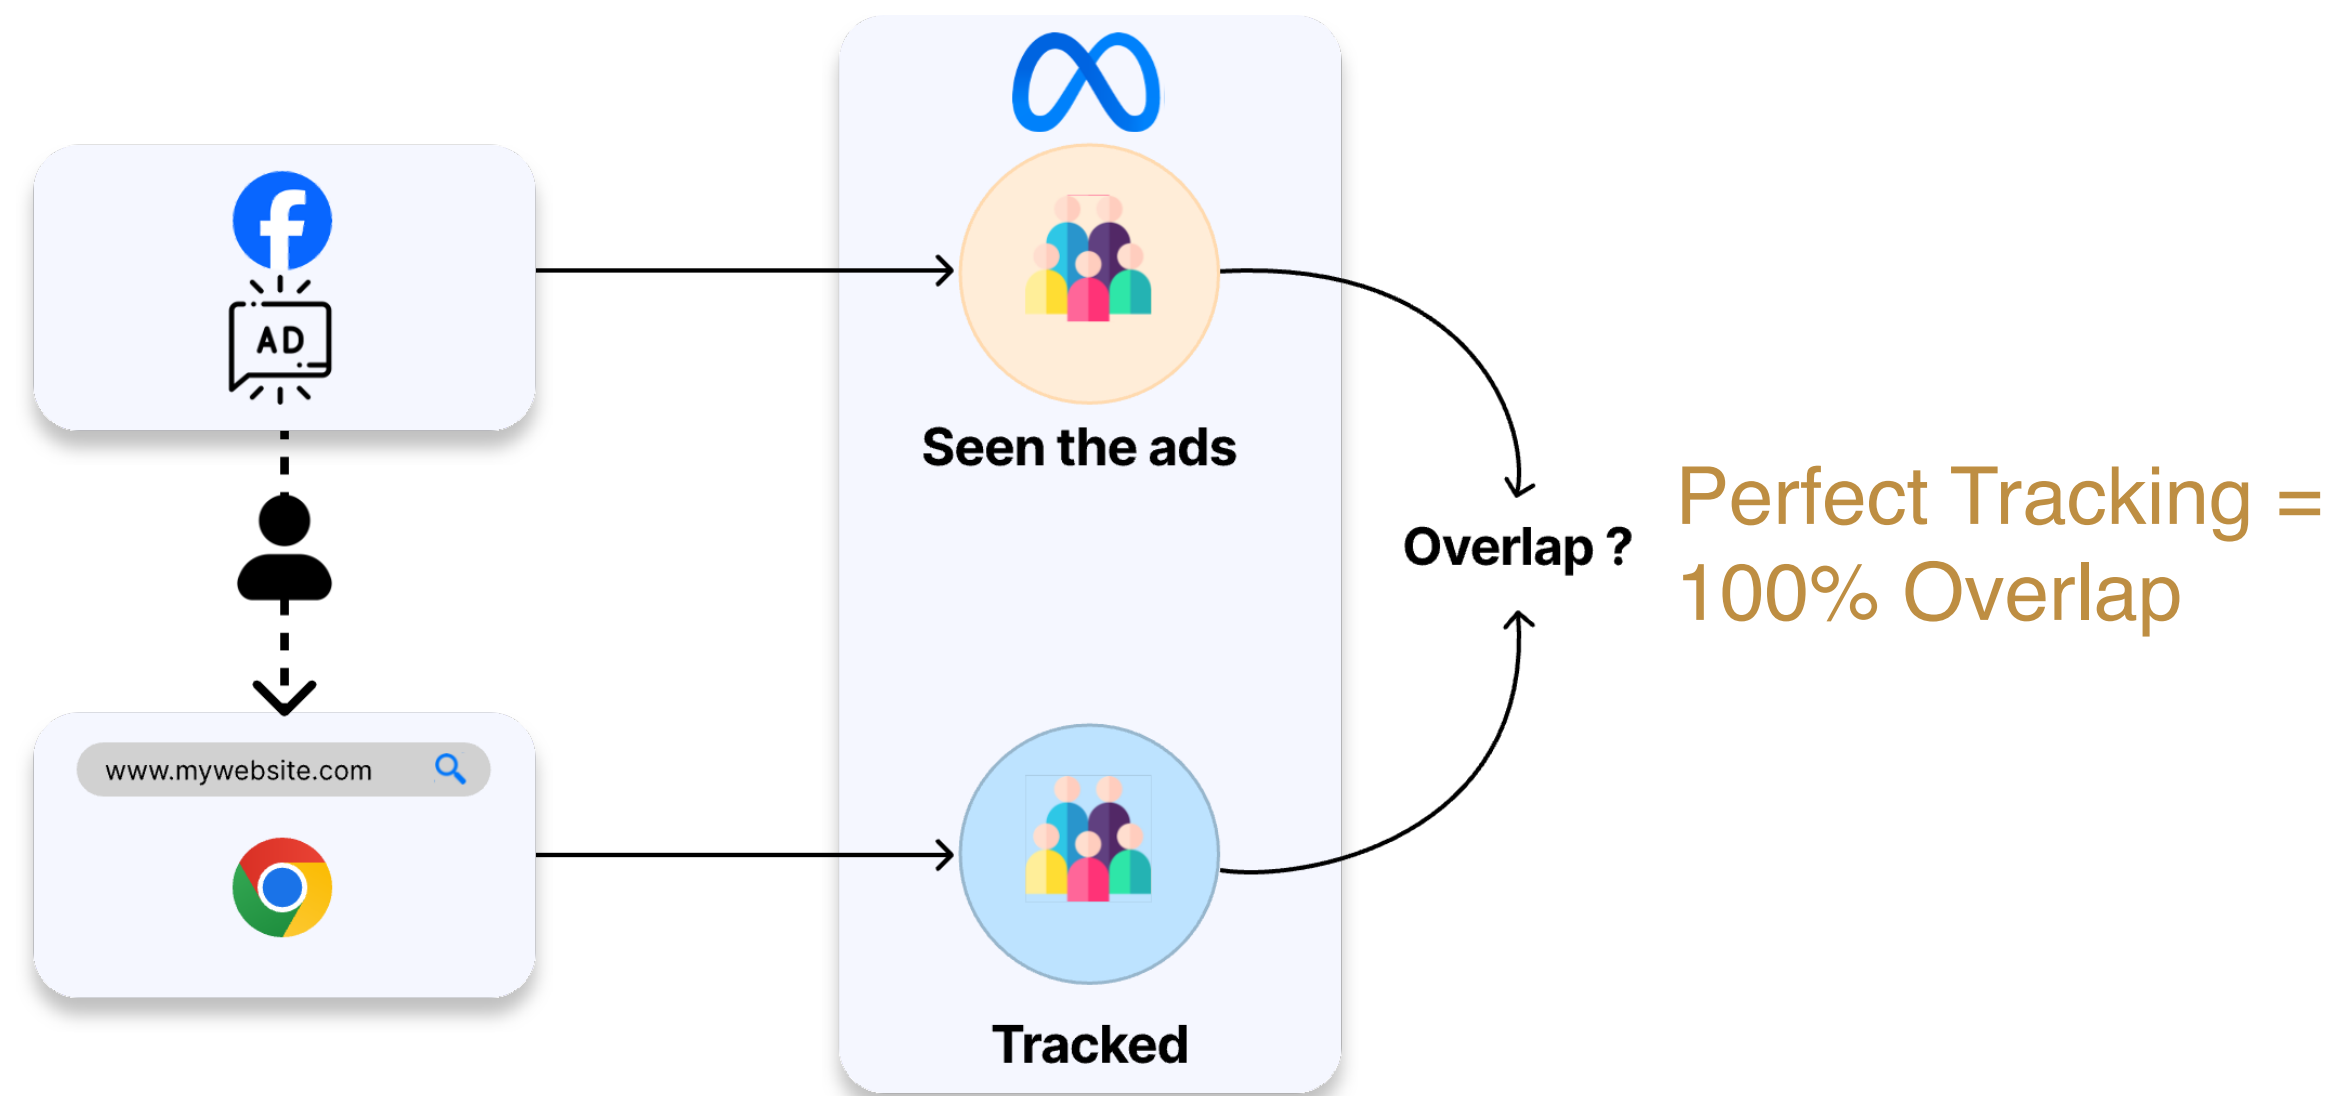 AD
Seen the ads
Overlap ?
Perfect Tracking =
100% Overlap
www.mywebsite.com
Tracked